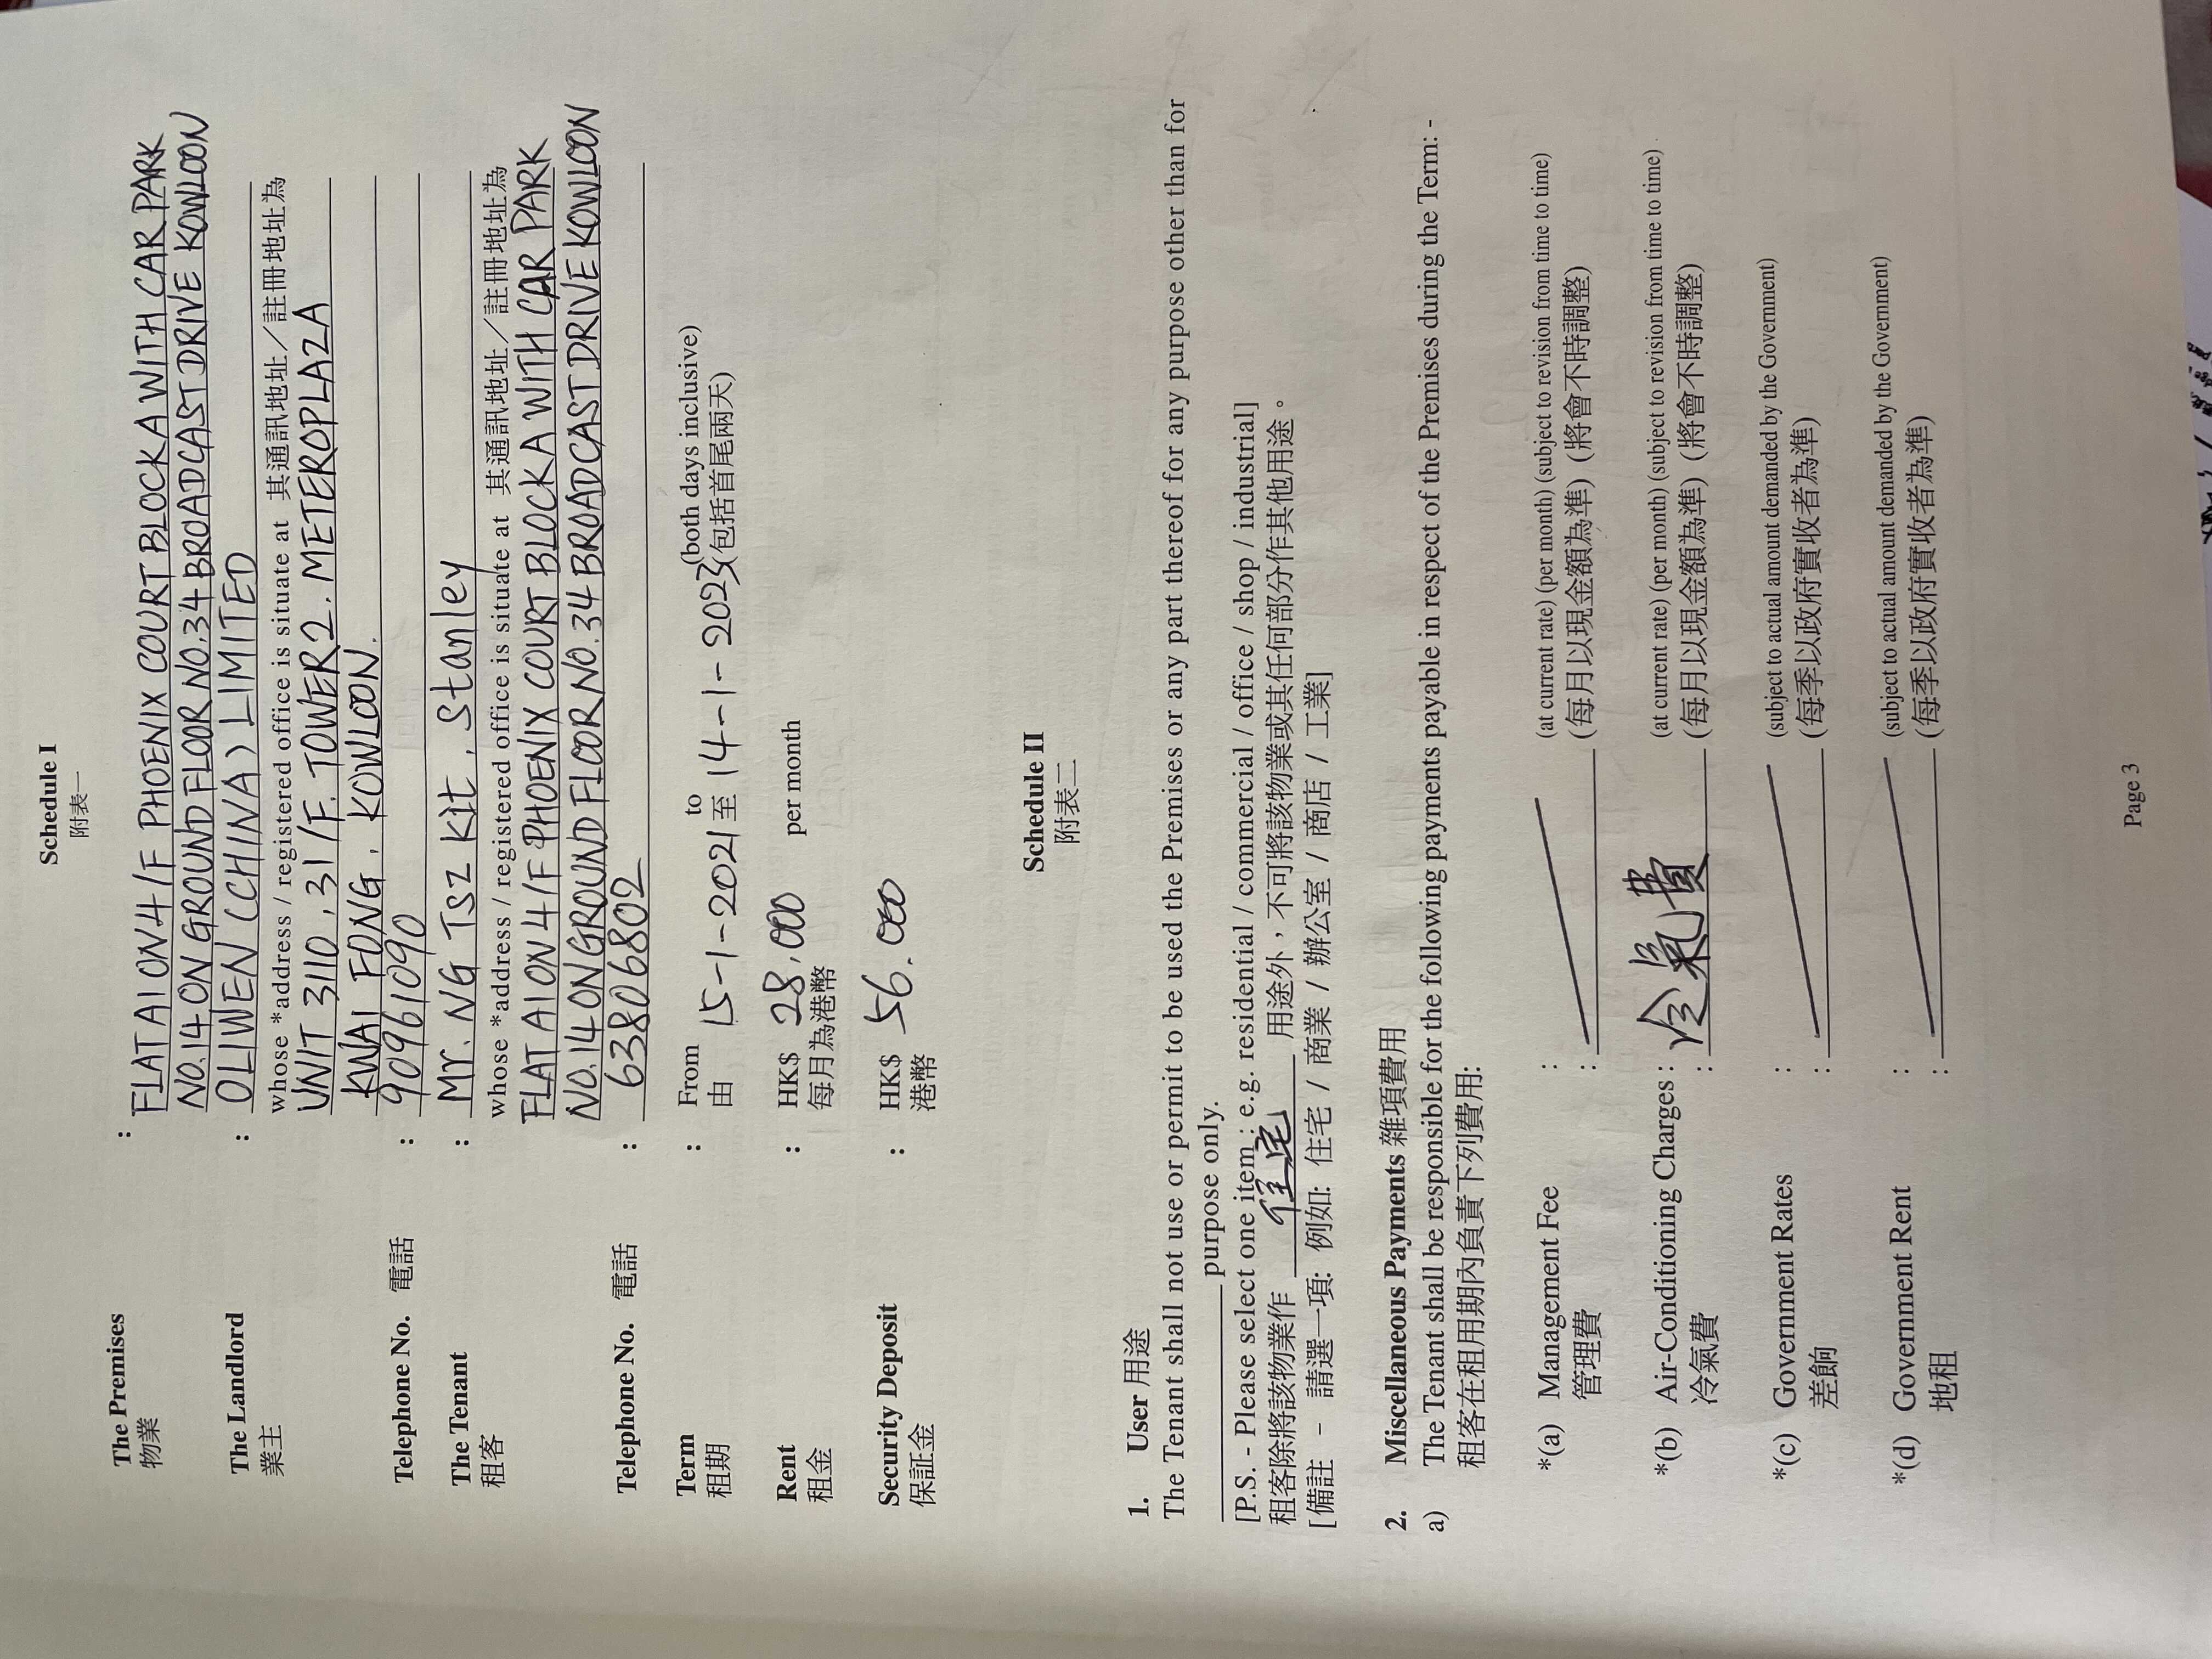 Schedule I
附表一
The Premises : FLAT A1 ON 4/F PHOENIX COURT BLOCK A WITH CAR PARK
物業 NO.14 ON GROUND FLOOR NO.34 BROADCAST DRIVE KOWLOON
The Landlord : OLIWEN (CHINA) LIMITED
業主 whose *address / registered office is situate at 其通訊地址／註冊地址為
UNIT 3110, 31/F. TOWER 2. METEROPLAZA
KWAI FONG, KOWLOON.
Telephone No. 電話 : 90961090
The Tenant : Mr. NG Tsz Kit, Stanley
租客 whose *address / registered office is situate at 其通訊地址／註冊地址為
FLAT A1 ON 4/F PHOENIX COURT BLOCK A WITH CAR PARK
NO.14 ON GROUND FLOOR NO.34 BROADCAST DRIVE KOWLOON
Telephone No. 電話 : 63806802
Term : From 15-1-2021 to 14-1-2023 (both days inclusive)
租期 由 至 (包括首尾兩天)
Rent : HK$ 28,000 per month
租金 每月為港幣
Security Deposit : HK$ 56.000
保証金 港幣
Schedule II
附表二
1. User 用途
The Tenant shall not use or permit to be used the Premises or any part thereof for any purpose other than for
purpose only.
[P.S. - Please select one item : e.g. residential / commercial / office / shop / industrial]
租客除將該物業作 住宅 用途外，不可將該物業或其任何部分作其他用途。
[備註 - 請選一項: 例如: 住宅 / 商業 / 辦公室 / 商店 / 工業]
2. Miscellaneous Payments 雜項費用
a) The Tenant shall be responsible for the following payments payable in respect of the Premises during the Term: -
租客在租用期內負責下列費用:
*(a) Management Fee : (at current rate) (per month) (subject to revision from time to time)
管理費 : (每月以現金額為準) (將會不時調整)
*(b) Air-Conditioning Charges : 冷氣費 (at current rate) (per month) (subject to revision from time to time)
冷氣費 : (每月以現金額為準) (將會不時調整)
*(c) Government Rates : (subject to actual amount demanded by the Government)
差餉 : (每季以政府實收者為準)
*(d) Government Rent : (subject to actual amount demanded by the Government)
地租 : (每季以政府實收者為準)
Page 3